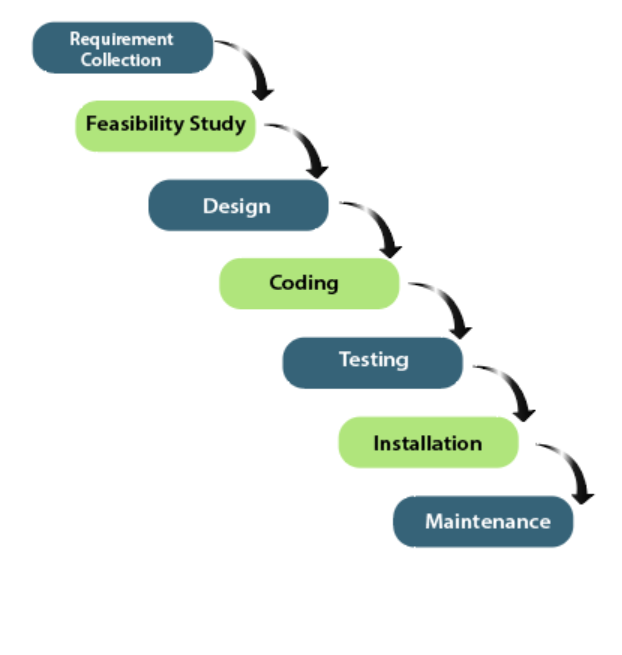 Requirement
Collection
Feasibility Study
Design
Coding
Testing
Installation
Maintenance